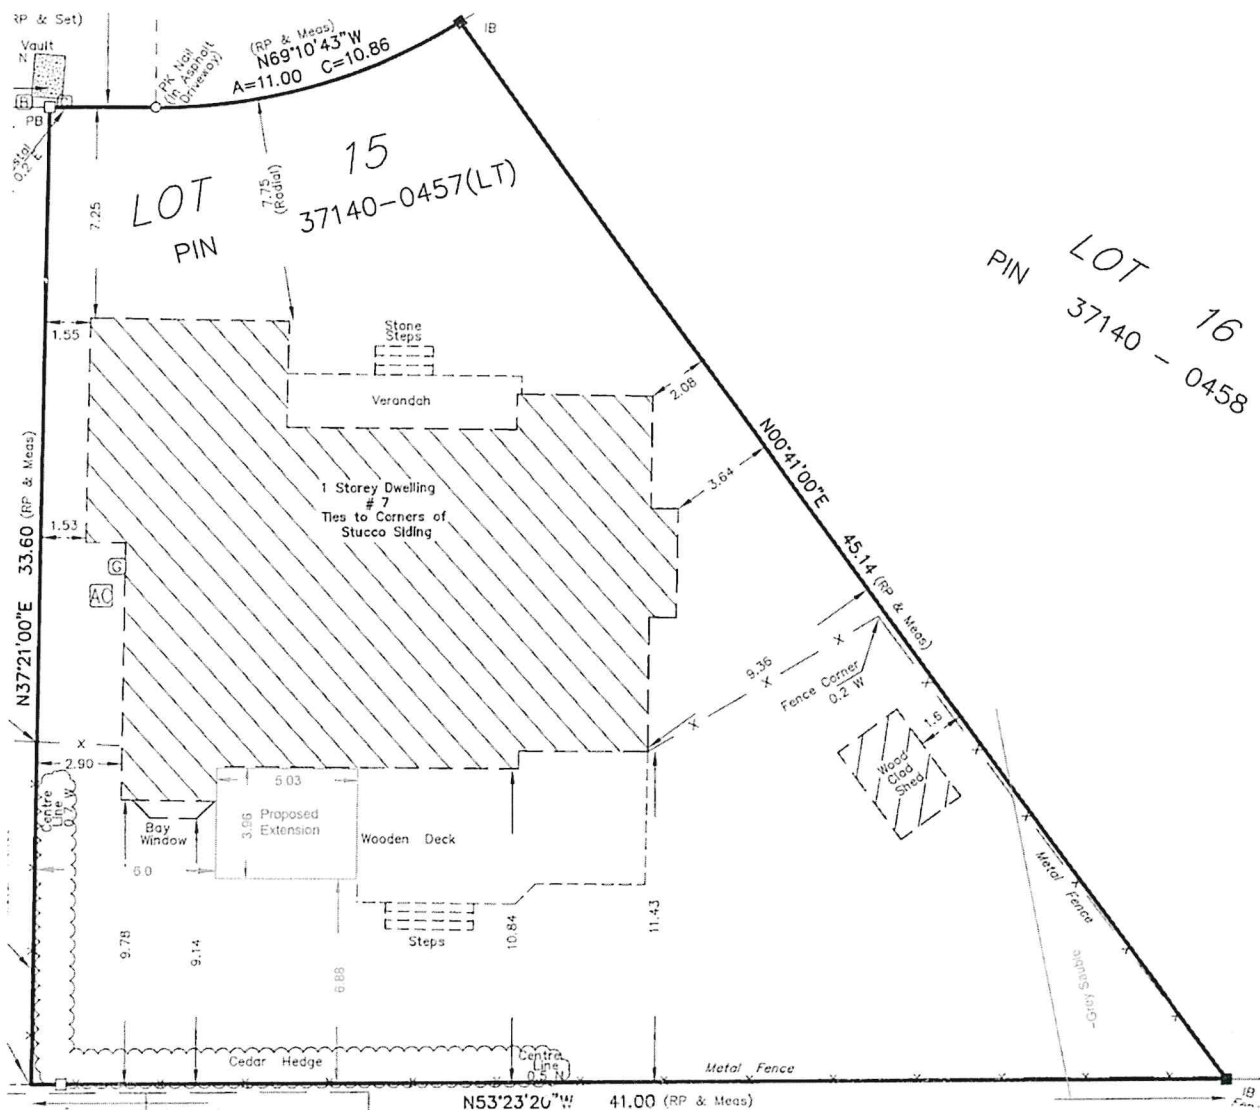 RP & Set)
Vault
N
B
PB
0.2
PK Nail
(In Asphalt
Driveway)
(RP & Meas)
N69°10'43"W
A=11.00 C=10.86
IB
7.25
7.75
(Radial)
LOT 15
PIN 37140-0457(LT)
LOT 16
PIN 37140 - 0458
1.55
Stone
Steps
Verandah
2.08
3.64
N00°41'00"E 45.14 (RP & Meas)
N37°21'00"E 33.60 (RP & Meas)
1 Storey Dwelling
# 7
Ties to Corners of
Stucco Siding
1.53
G
AC
X
2.90
9.36
X
X
X
Fence Corner
0.2 W
1.6
Wood
Clad
Shed
Centre
Line
0.7 W
Bay
Window
5.03
3.96
Proposed
Extension
Wooden Deck
6.0
Steps
9.78
9.14
6.88
10.84
11.43
Metal Fence
-Grey Sauble
Cedar Hedge
Centre
Line
0.5 N
Metal Fence
N53°23'20"W 41.00 (RP & Meas)
IB